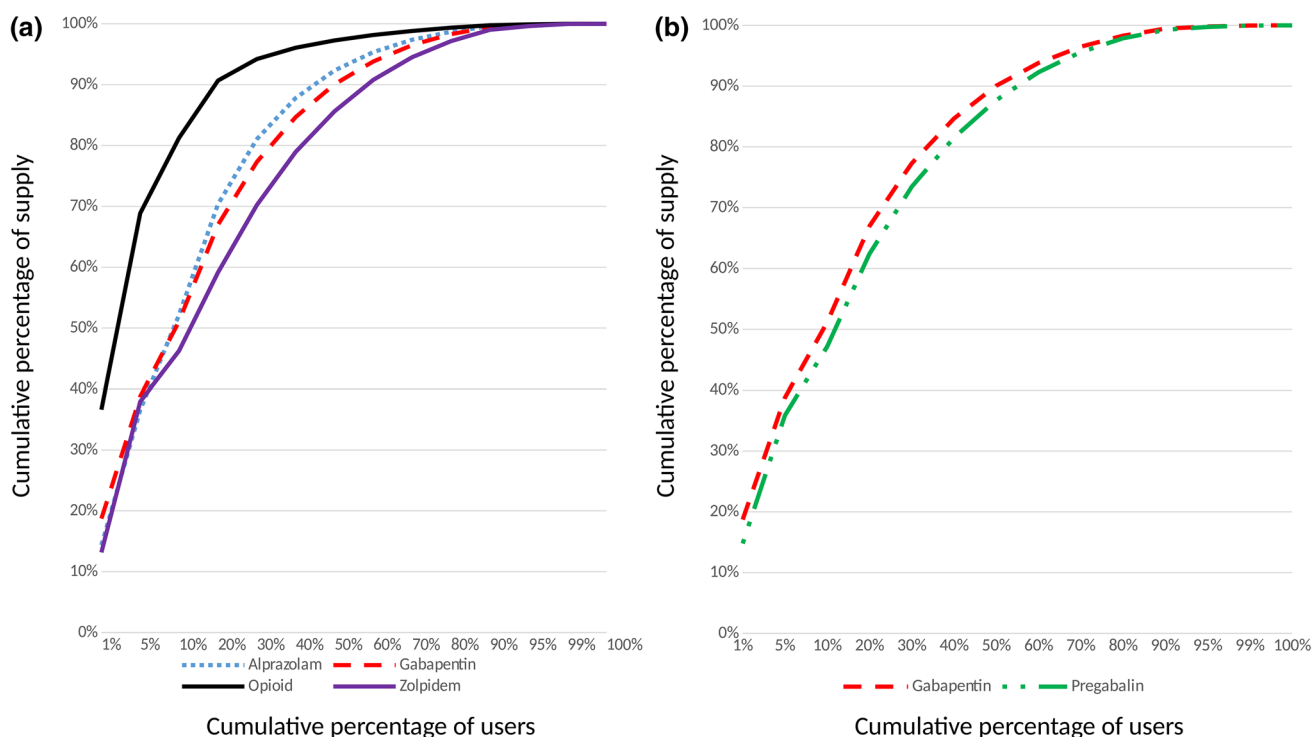 (a)
Cumulative percentage of supply
100%
90%
80%
70%
60%
50%
40%
30%
20%
10%
0%
1% 5% 10% 20% 30% 40% 50% 60% 70% 80% 90% 95% 99% 100%
Alprazolam Gabapentin
Opioid Zolpidem
Cumulative percentage of users
(b)
Cumulative percentage of supply
100%
90%
80%
70%
60%
50%
40%
30%
20%
10%
0%
1% 5% 10% 20% 30% 40% 50% 60% 70% 80% 90% 95% 99% 100%
Gabapentin Pregabalin
Cumulative percentage of users